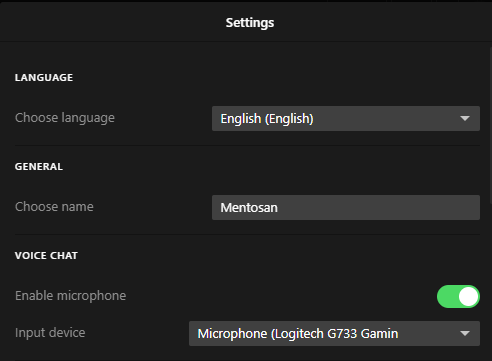 Settings
LANGUAGE
Choose language English (English)
GENERAL
Choose name Mentosan
VOICE CHAT
Enable microphone
Input device Microphone (Logitech G733 Gamin